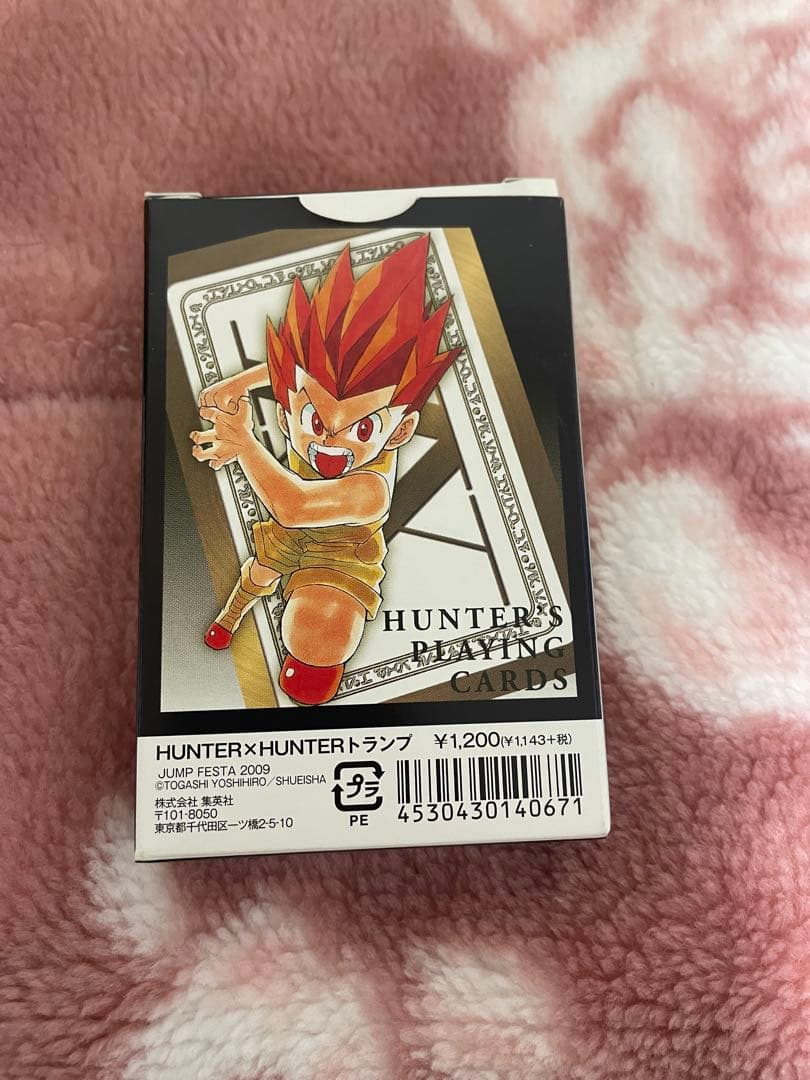 HUNTER'S
PLAYING
CARDS
HUNTER×HUNTERトランプ ¥1,200(¥1,143+税)
JUMP FESTA 2009
©TOGASHI YOSHIHIRO/SHUEISHA
株式会社 集英社
〒101-8050
東京都千代田区一ツ橋2-5-10
プラ
PE
4530430140671